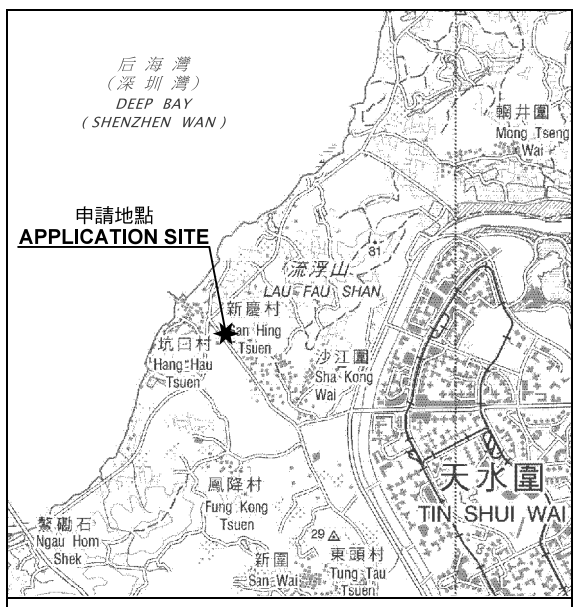 后海灣
（深圳灣）
DEEP BAY
( SHENZHEN WAN )
輞井圍
Mong Tseng
Wai
申請地點
APPLICATION SITE
81
流浮山
LAU FAU SHAN
新慶村
San Hing
Tsuen
坑口村
Hang Hau
Tsuen
沙江圍
Sha Kong
Wai
天水圍
TIN SHUI WAI
鳳降村
Fung Kong
Tsuen
鰲磡石
Ngau Hom
Shek
29
新圍
San Wai
東頭村
Tung Tau
Tsuen